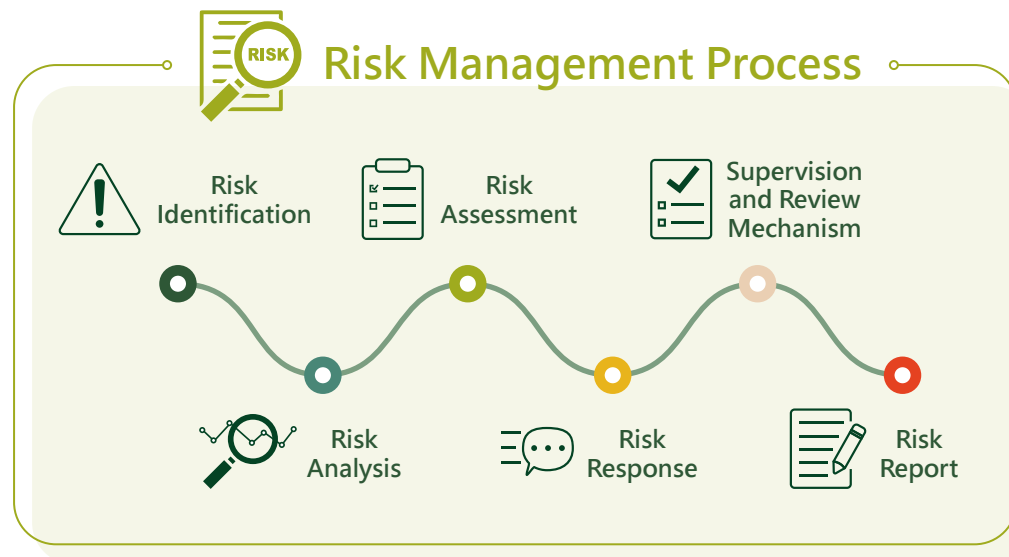 RISK
Risk Management Process
Risk
Identification
Risk
Assessment
Supervision
and Review
Mechanism
Risk
Analysis
Risk
Response
Risk
Report